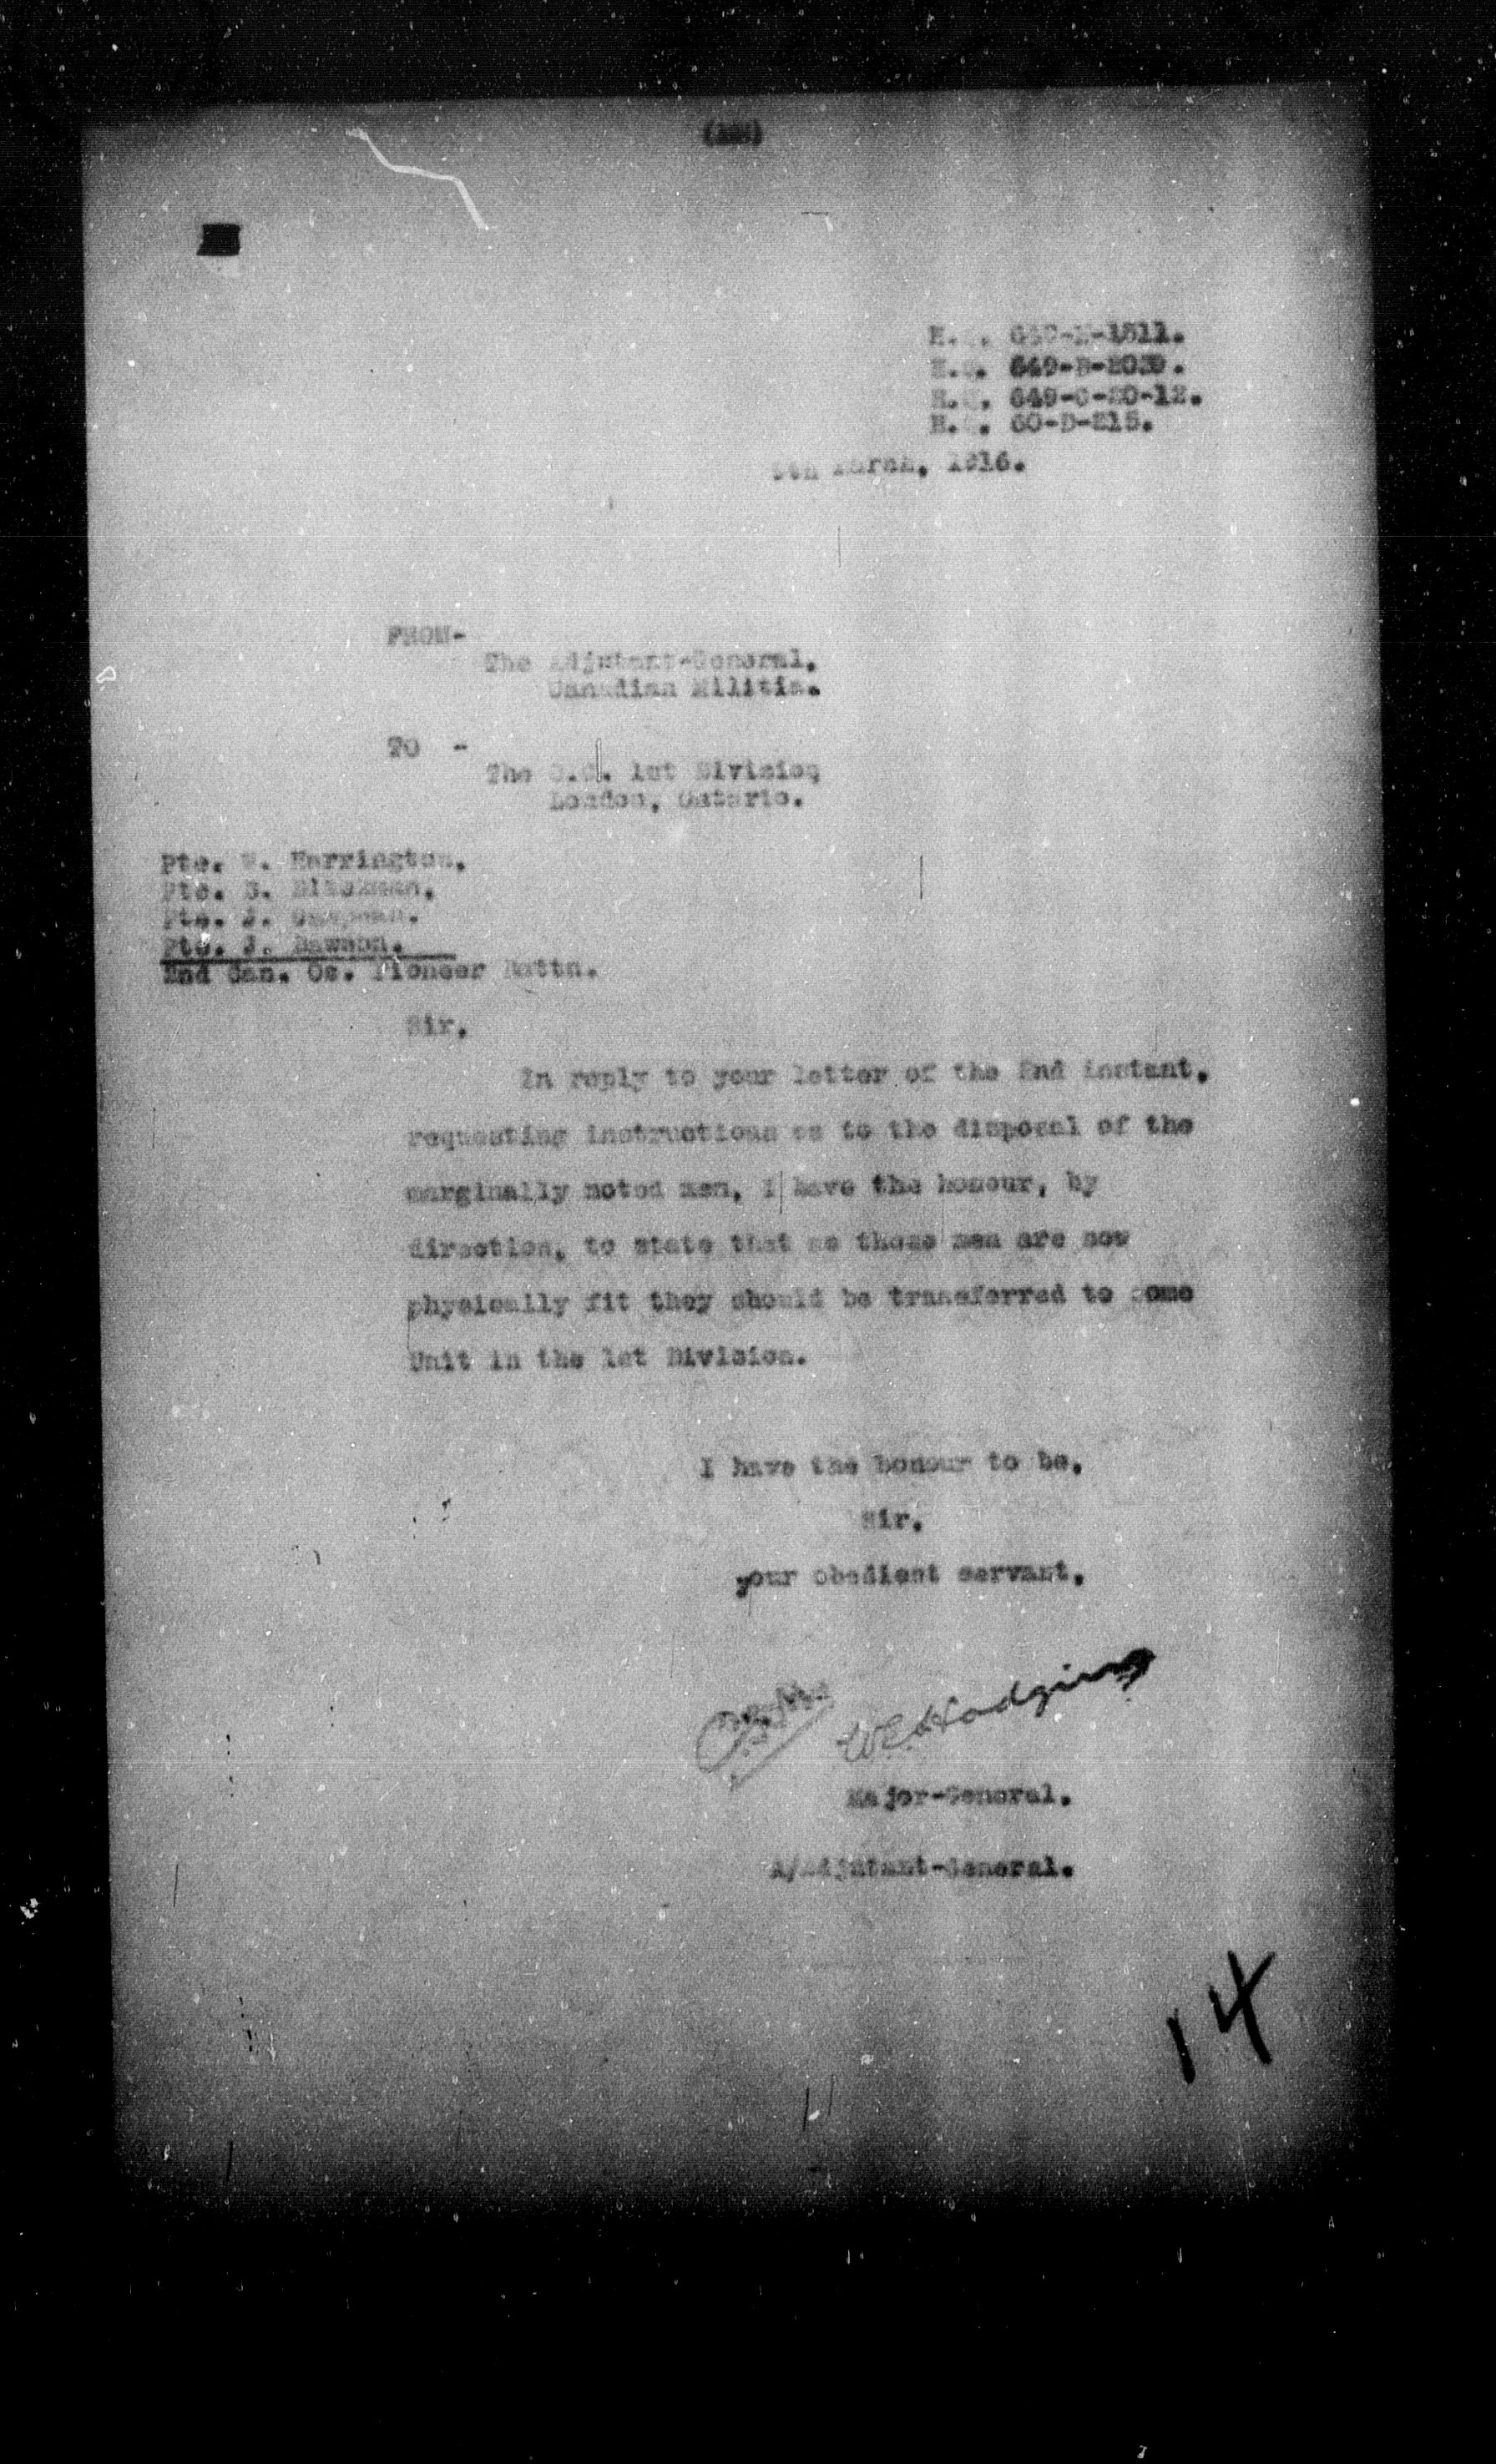 649-H-1511.
649-B-2039.
649-C-20-12.
60-D-215.
March, 1916.
FROM-
The Adjutant-General,
Canadian Militia.
TO -
The O.C. 1st Division
London, Ontario.
Pte. W. Harrington.
Pte. Blackman.
Pte. J. Chapman.
Pte. J. Dawson.
2nd Can. Os. Pioneer Battn.
Sir,
In reply to your letter of the 2nd instant,
requesting instructions as to the disposal of the
marginally noted men, I have the honour, by
direction, to state that as these men are now
physically fit they should be transferred to some
Unit in the 1st Division.
I have the honour to be,
Sir,
your obedient servant,
W.E. Hodgins
Major-General.
A/Adjutant-General.
14